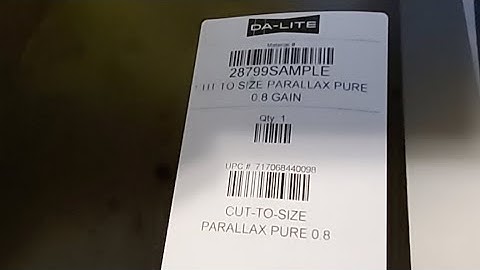 DA-LITE
Material #
28799SAMPLE
TO SIZE PARALLAX PURE
0.8 GAIN
Qty: 1
UPC #: 717068440098
CUT-TO-SIZE
PARALLAX PURE 0.8